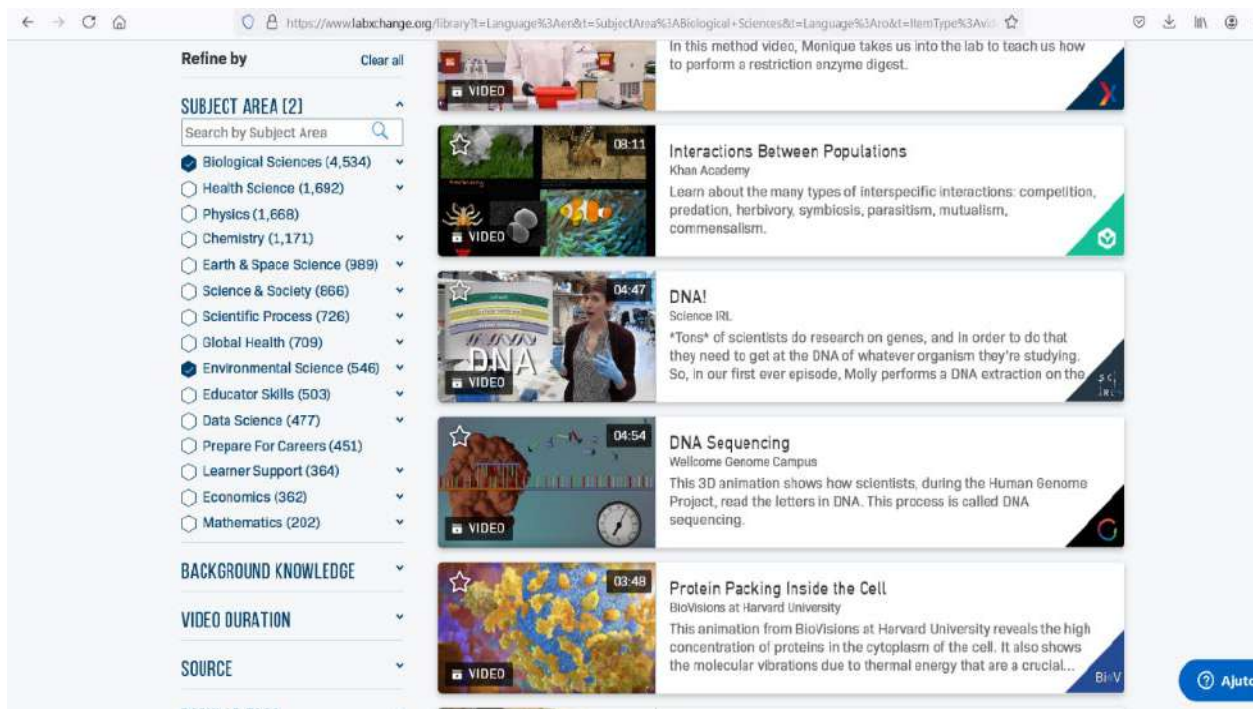 https://www.labxchange.org/library?t=Language%3Aen&t=SubjectArea%3ABiological+Sciences&t=Language%3Aro&t=ItemType%3Avid
Refine by
Clear all
SUBJECT AREA (2)
Search by Subject Area
Biological Sciences (4,534)
Health Science (1,692)
Physics (1,668)
Chemistry (1,171)
Earth & Space Science (989)
Science & Society (866)
Scientific Process (726)
Global Health (709)
Environmental Science (546)
Educator Skills (503)
Data Science (477)
Prepare For Careers (451)
Learner Support (364)
Economics (362)
Mathematics (202)
BACKGROUND KNOWLEDGE
VIDEO DURATION
SOURCE
In this method video, Monique takes us into the lab to teach us how
to perform a restriction enzyme digest.
VIDEO
X
03:11
VIDEO
Interactions Between Populations
Khan Academy
Learn about the many types of interspecific interactions: competition,
predation, herbivory, symbiosis, parasitism, mutualism,
commensalism.
04:47
DNA
VIDEO
DNA!
Science IRL
*Tons* of scientists do research on genes, and in order to do that
they need to get at the DNA of whatever organism they're studying.
So, in our first ever episode, Molly performs a DNA extraction on the
SCI
IRL
04:54
VIDEO
DNA Sequencing
Wellcome Genome Campus
This 3D animation shows how scientists, during the Human Genome
Project, read the letters in DNA. This process is called DNA
sequencing.
03:48
VIDEO
Protein Packing Inside the Cell
BioVisions at Harvard University
This animation from BioVisions at Harvard University reveals the high
concentration of proteins in the cytoplasm of the cell. It also shows
the molecular vibrations due to thermal energy that are a crucial...
BioV
Ajuto